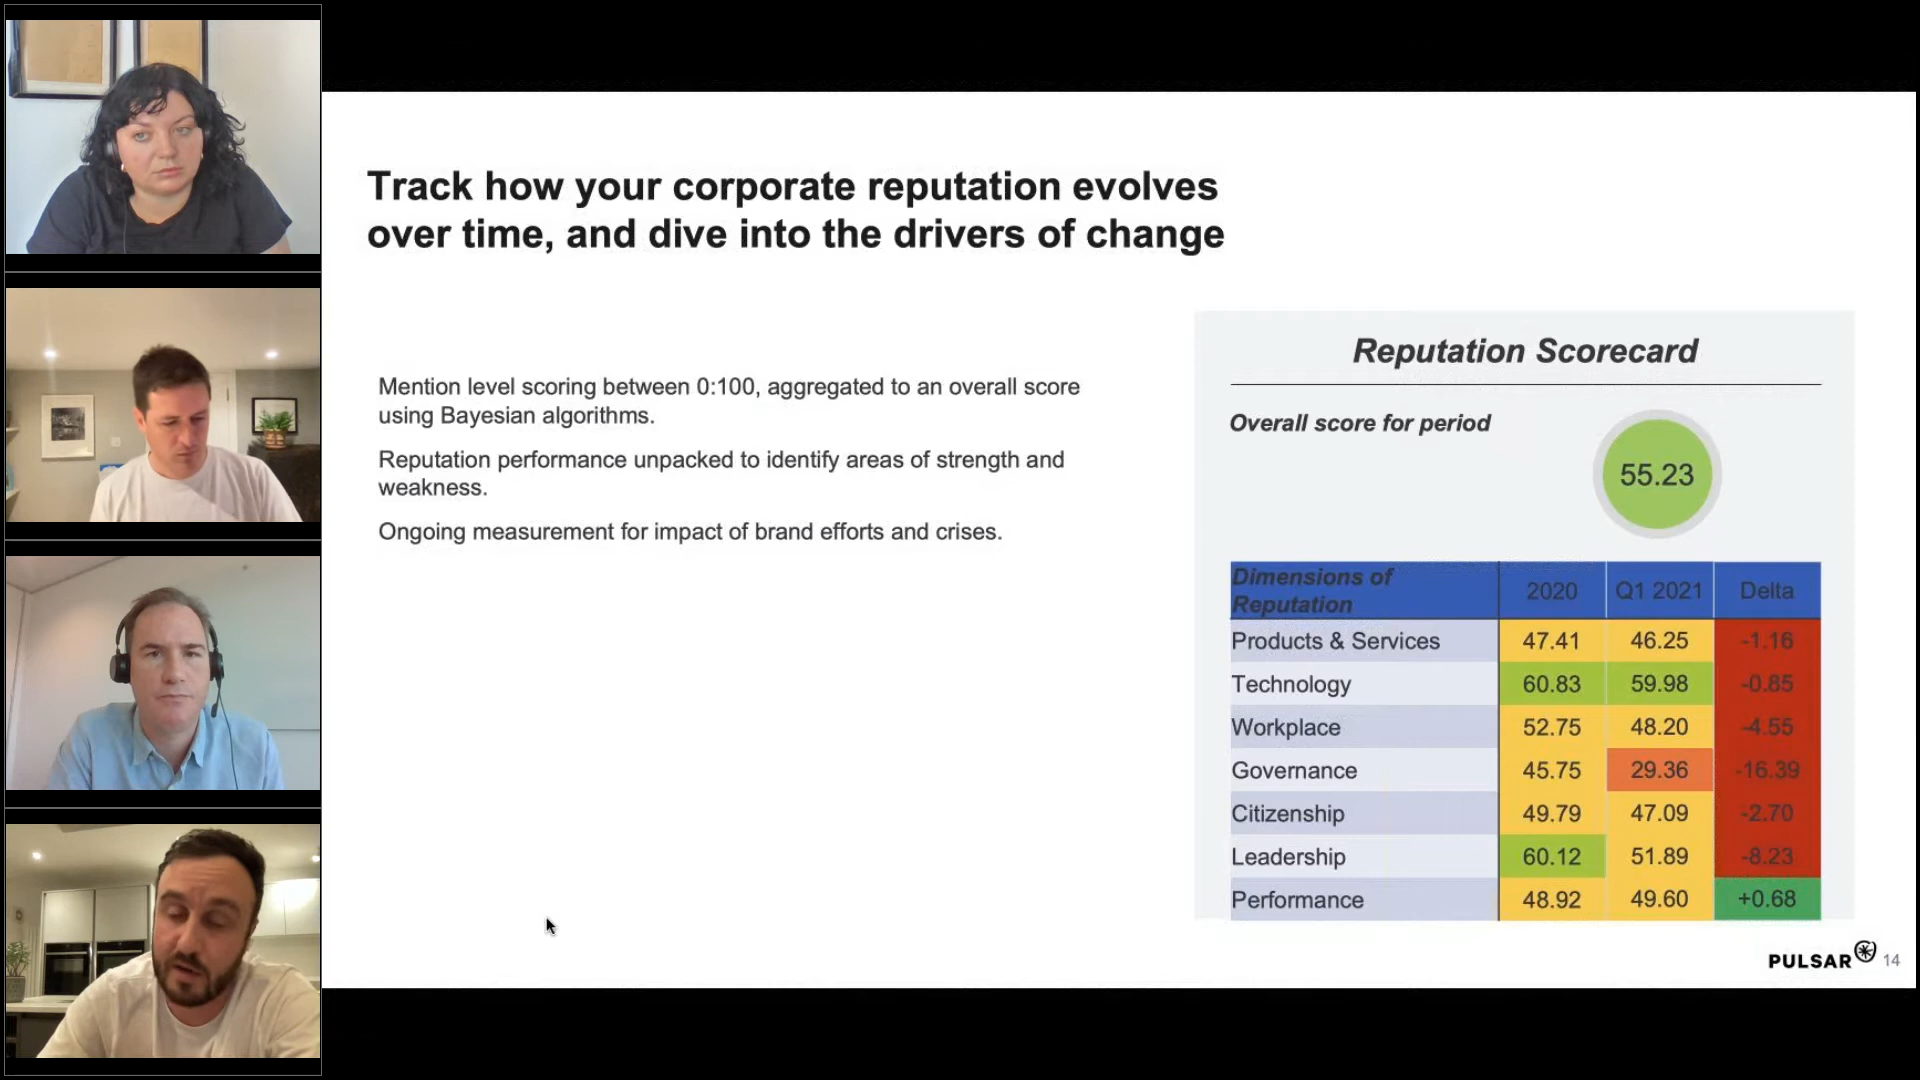 Track how your corporate reputation evolves
over time, and dive into the drivers of change
Mention level scoring between 0:100, aggregated to an overall score
using Bayesian algorithms.
Reputation performance unpacked to identify areas of strength and
weakness.
Ongoing measurement for impact of brand efforts and crises.
Reputation Scorecard
Overall score for period
55.23
Dimensions of
Reputation 2020 Q1 2021 Delta
Products & Services 47.41 46.25 -1.16
Technology 60.83 59.98 -0.85
Workplace 52.75 48.20 -4.55
Governance 45.75 29.36 -16.39
Citizenship 49.79 47.09 -2.70
Leadership 60.12 51.89 -8.23
Performance 48.92 49.60 +0.68
PULSAR 14